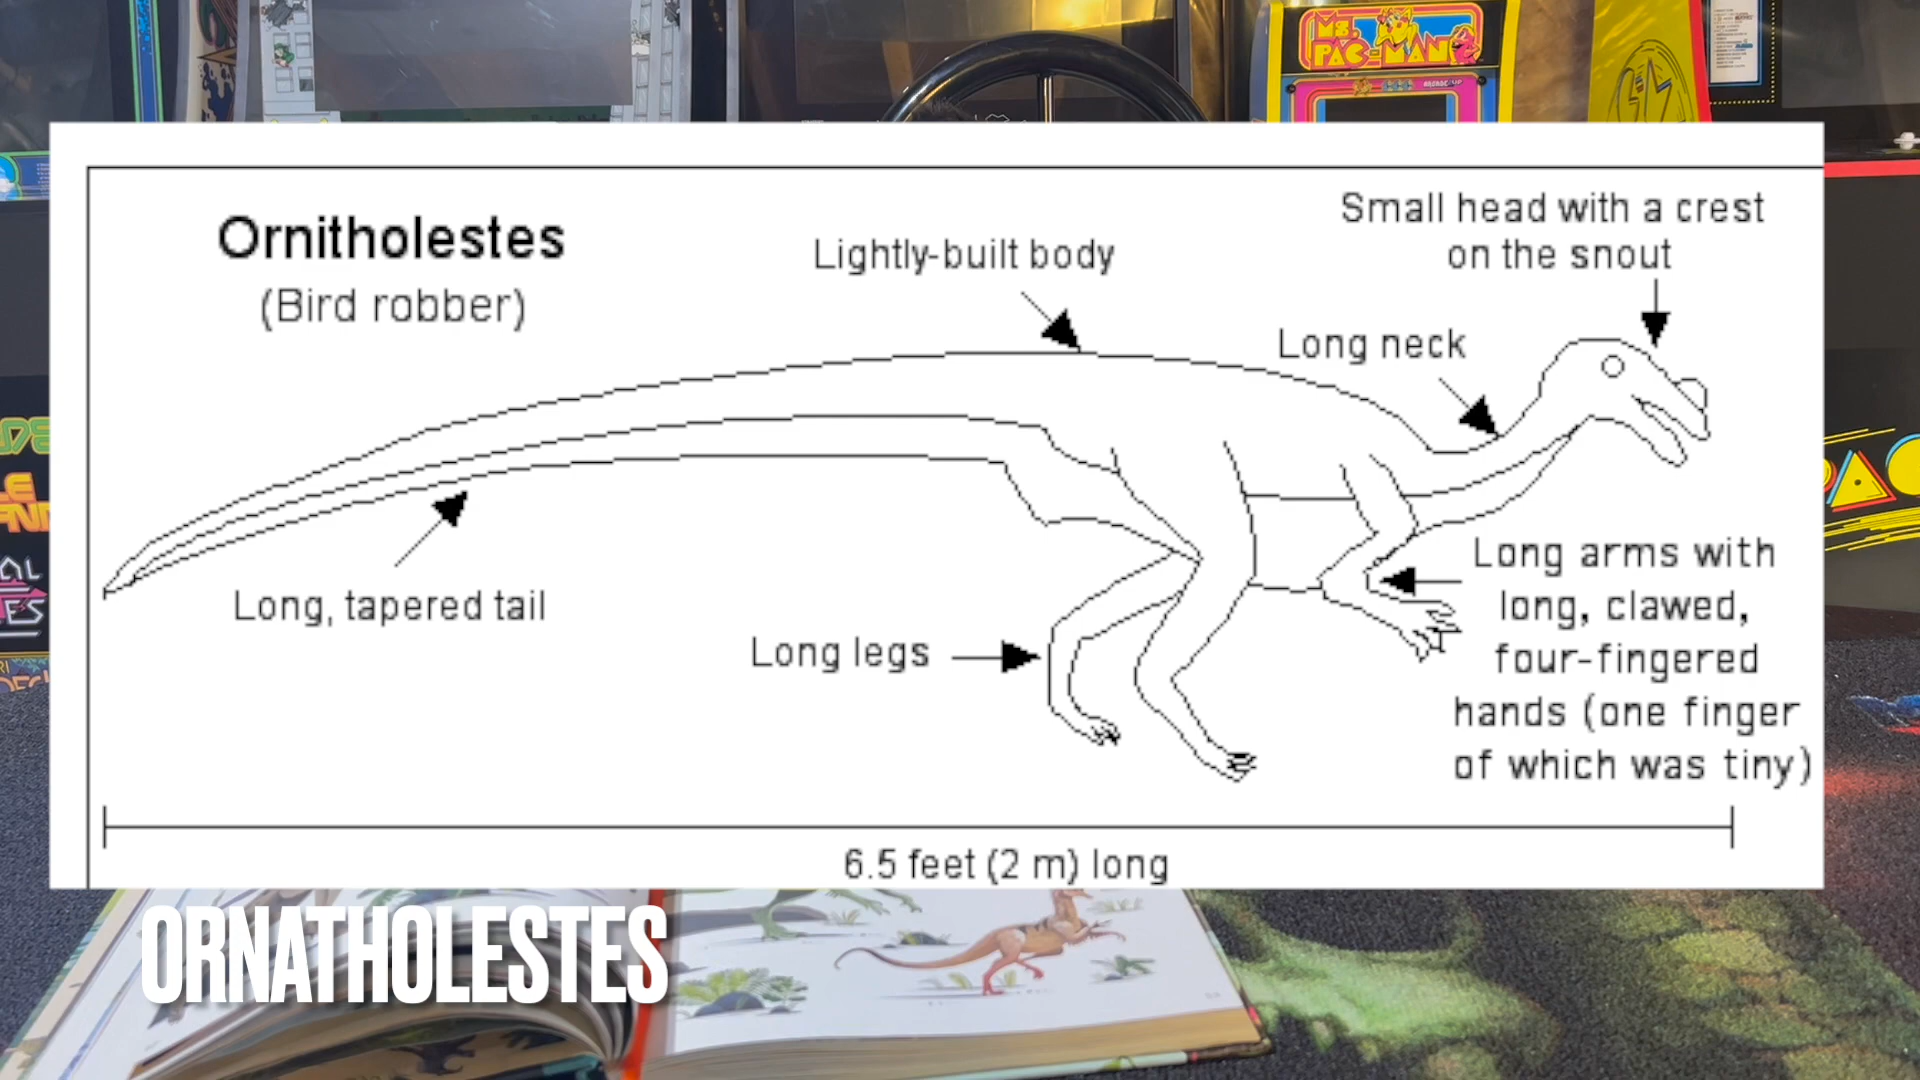 MS.
PAC-MAN
Ornitholestes
(Bird robber)
Lightly-built body
Small head with a crest
on the snout
Long neck
Long, tapered tail
Long legs
Long arms with
long, clawed,
four-fingered
hands (one finger
of which was tiny)
6.5 feet (2 m) long
ORNATHOLESTES